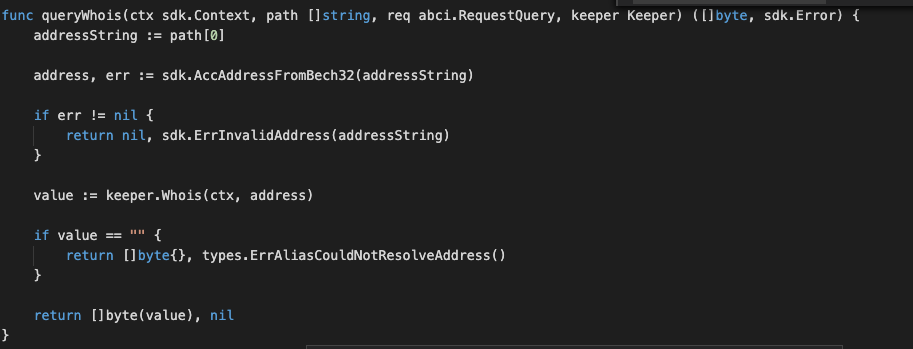 func queryWhois(ctx sdk.Context, path []string, req abci.RequestQuery, keeper Keeper) ([]byte, sdk.Error) {
    addressString := path[0]

    address, err := sdk.AccAddressFromBech32(addressString)

    if err != nil {
        return nil, sdk.ErrInvalidAddress(addressString)
    }

    value := keeper.Whois(ctx, address)

    if value == "" {
        return []byte{}, types.ErrAliasCouldNotResolveAddress()
    }

    return []byte(value), nil
}